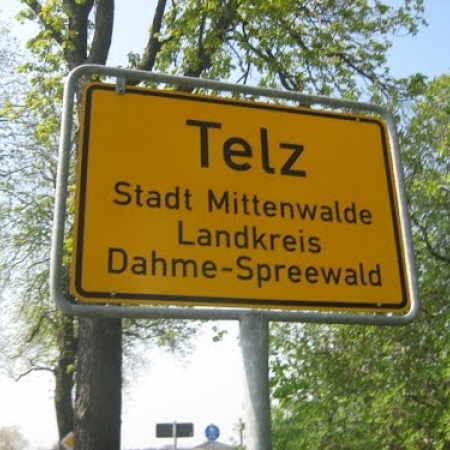 Telz
Stadt Mittenwalde
Landkreis
Dahme-Spreewald